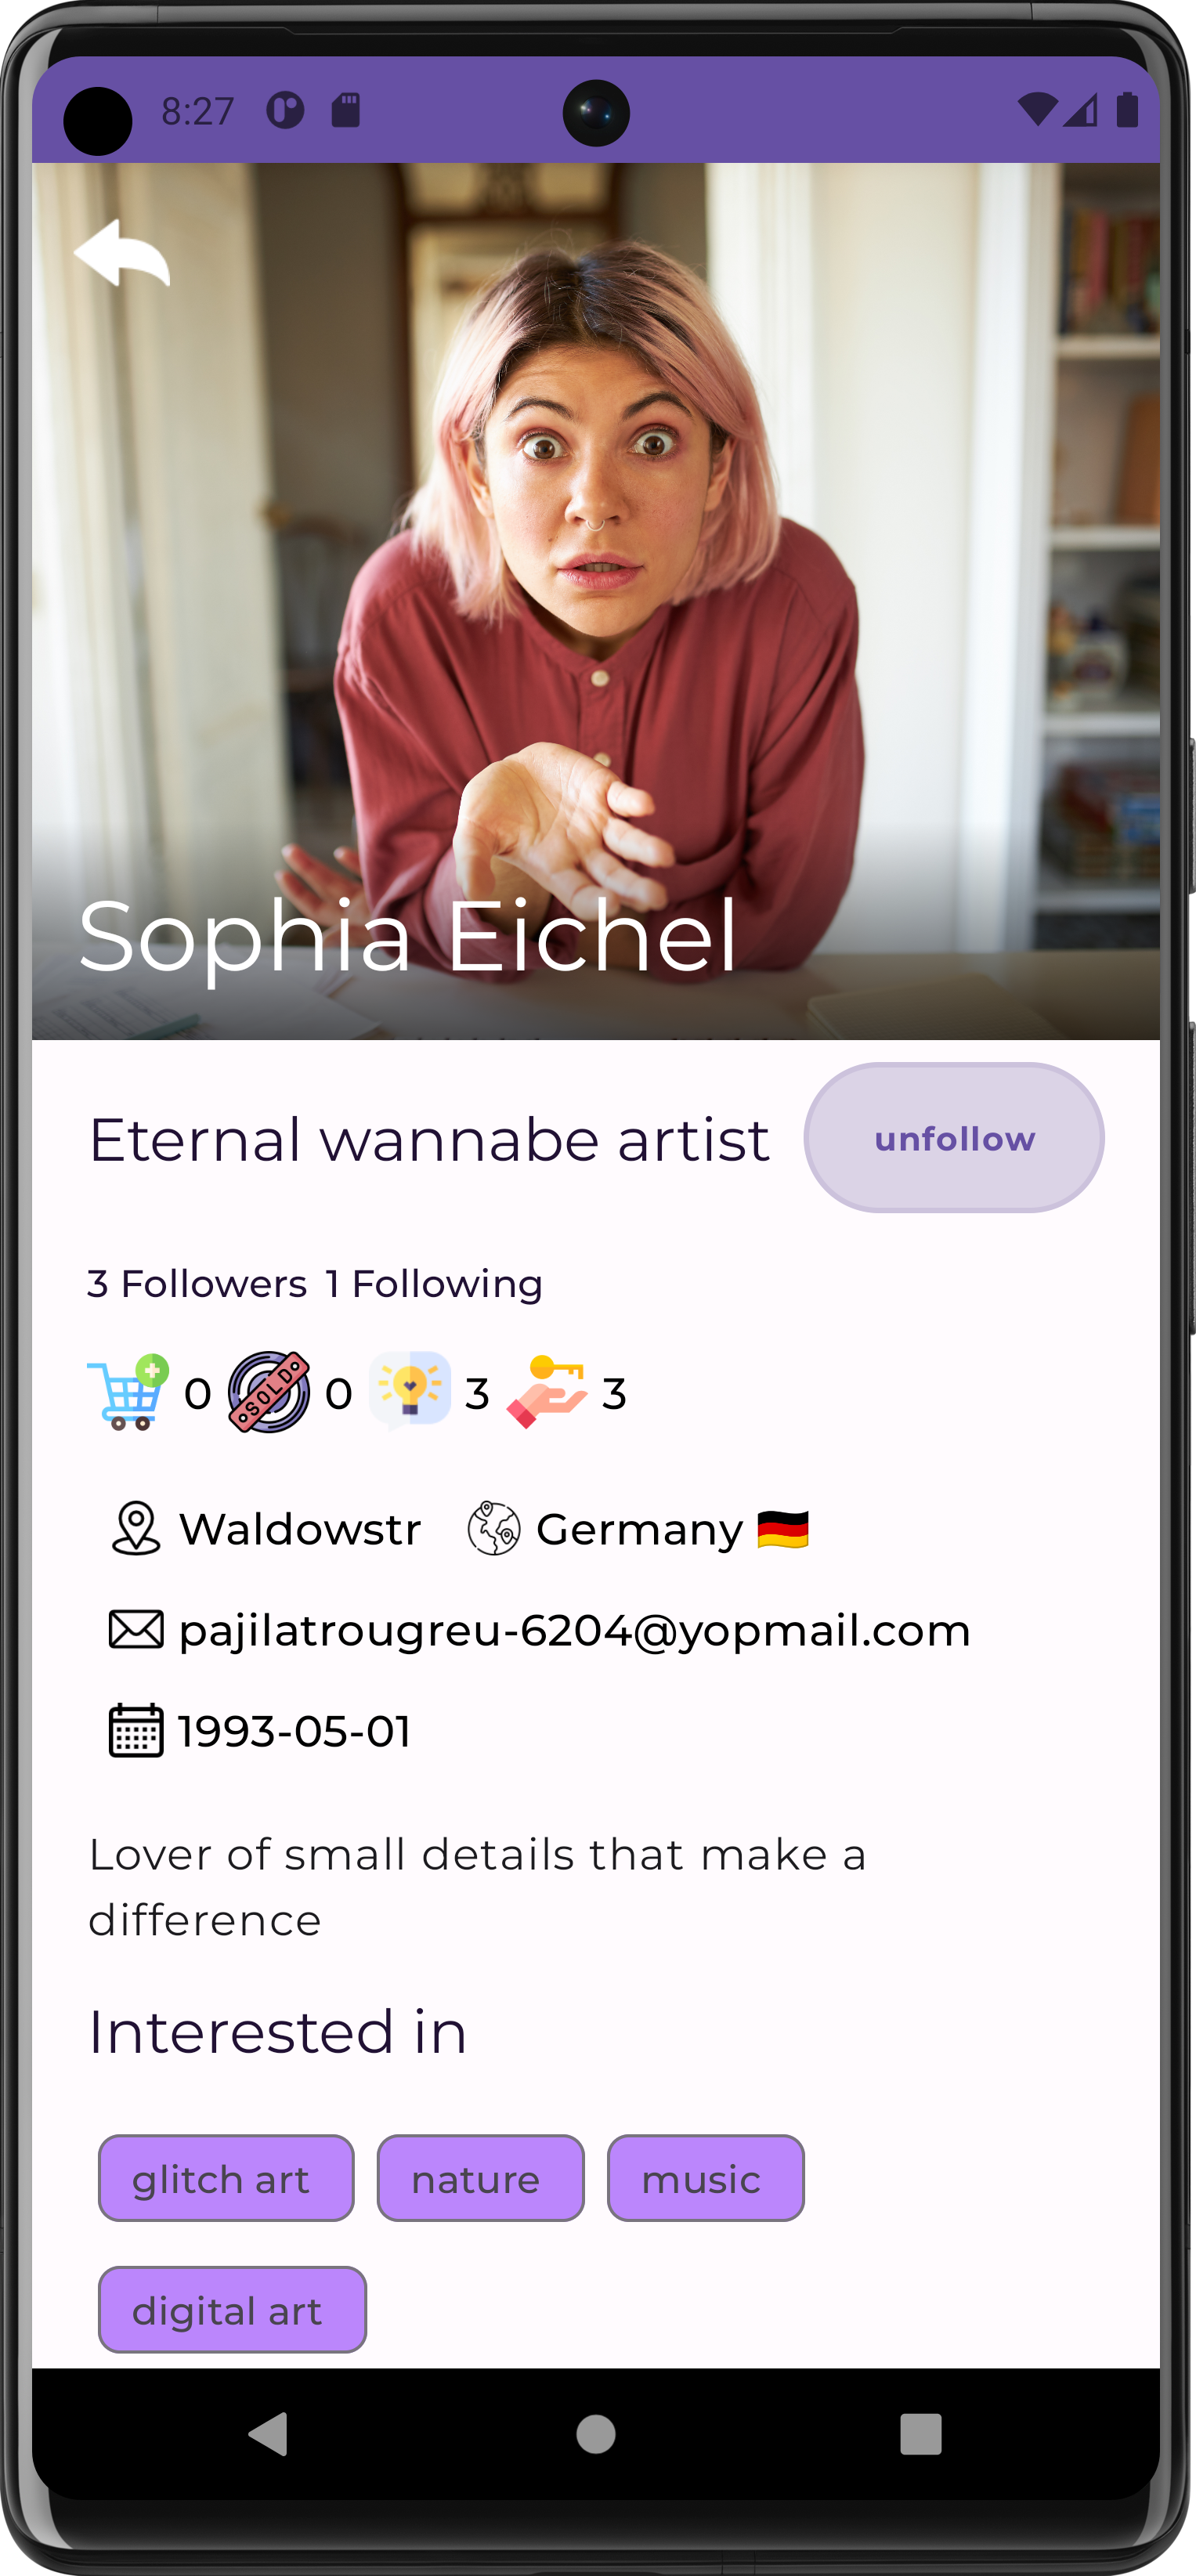 8:27
Sophia Eichel
Eternal wannabe artist
unfollow
3 Followers 1 Following
0 SOLD 0 3 3
Waldowstr Germany
pajilatrougreu-6204@yopmail.com
1993-05-01
Lover of small details that make a
difference
Interested in
glitch art nature music
digital art